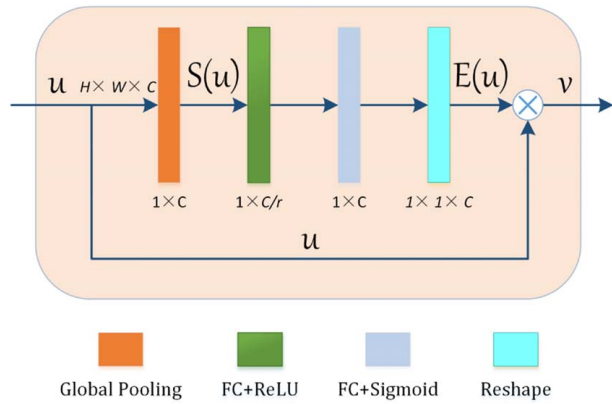 u H× W× C S(u) E(u) v
1×C 1×C/r 1×C 1× 1× C
u
Global Pooling FC+ReLU FC+Sigmoid Reshape